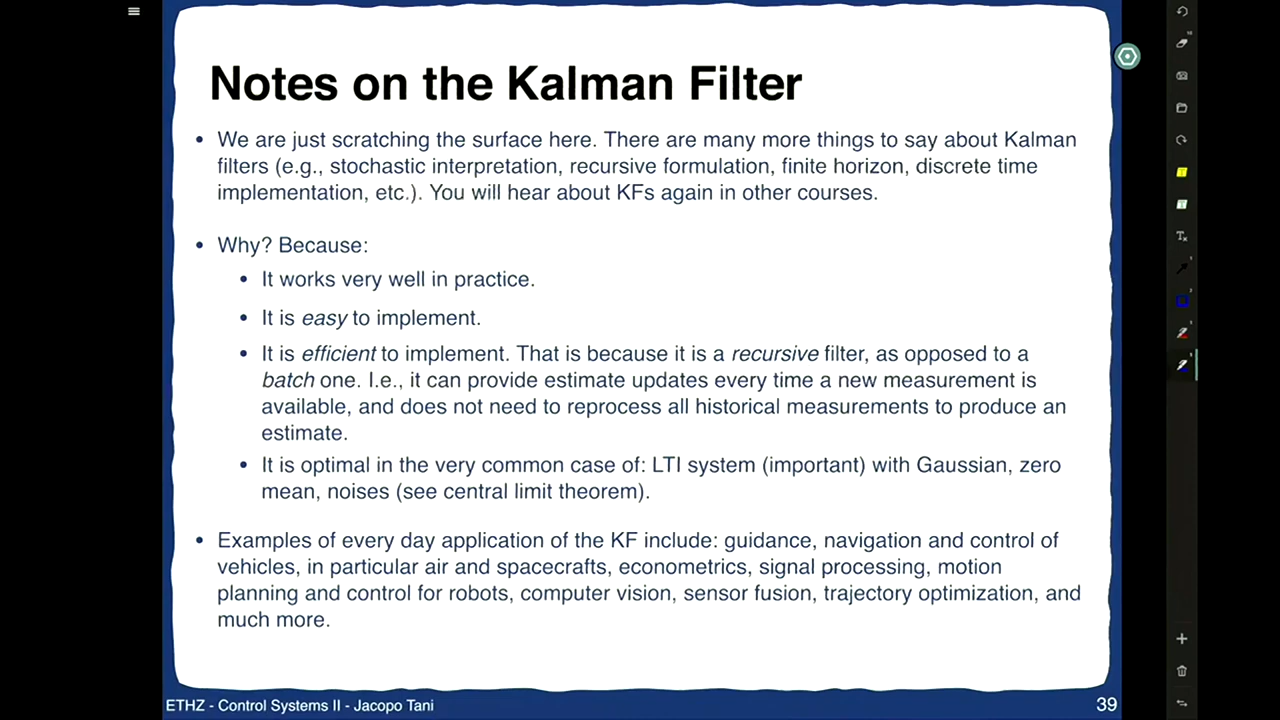 Notes on the Kalman Filter
• We are just scratching the surface here. There are many more things to say about Kalman
filters (e.g., stochastic interpretation, recursive formulation, finite horizon, discrete time
implementation, etc.). You will hear about KFs again in other courses.
• Why? Because:
• It works very well in practice.
• It is easy to implement.
• It is efficient to implement. That is because it is a recursive filter, as opposed to a
batch one. I.e., it can provide estimate updates every time a new measurement is
available, and does not need to reprocess all historical measurements to produce an
estimate.
• It is optimal in the very common case of: LTI system (important) with Gaussian, zero
mean, noises (see central limit theorem).
• Examples of every day application of the KF include: guidance, navigation and control of
vehicles, in particular air and spacecrafts, econometrics, signal processing, motion
planning and control for robots, computer vision, sensor fusion, trajectory optimization, and
much more.
ETHZ - Control Systems II - Jacopo Tani
39